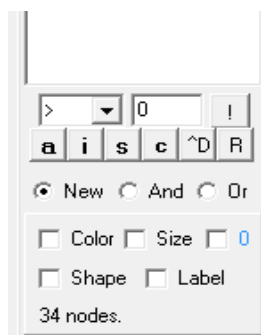 > 0 !
a i s c ^D R
New And Or
Color Size 0
Shape Label
34 nodes.